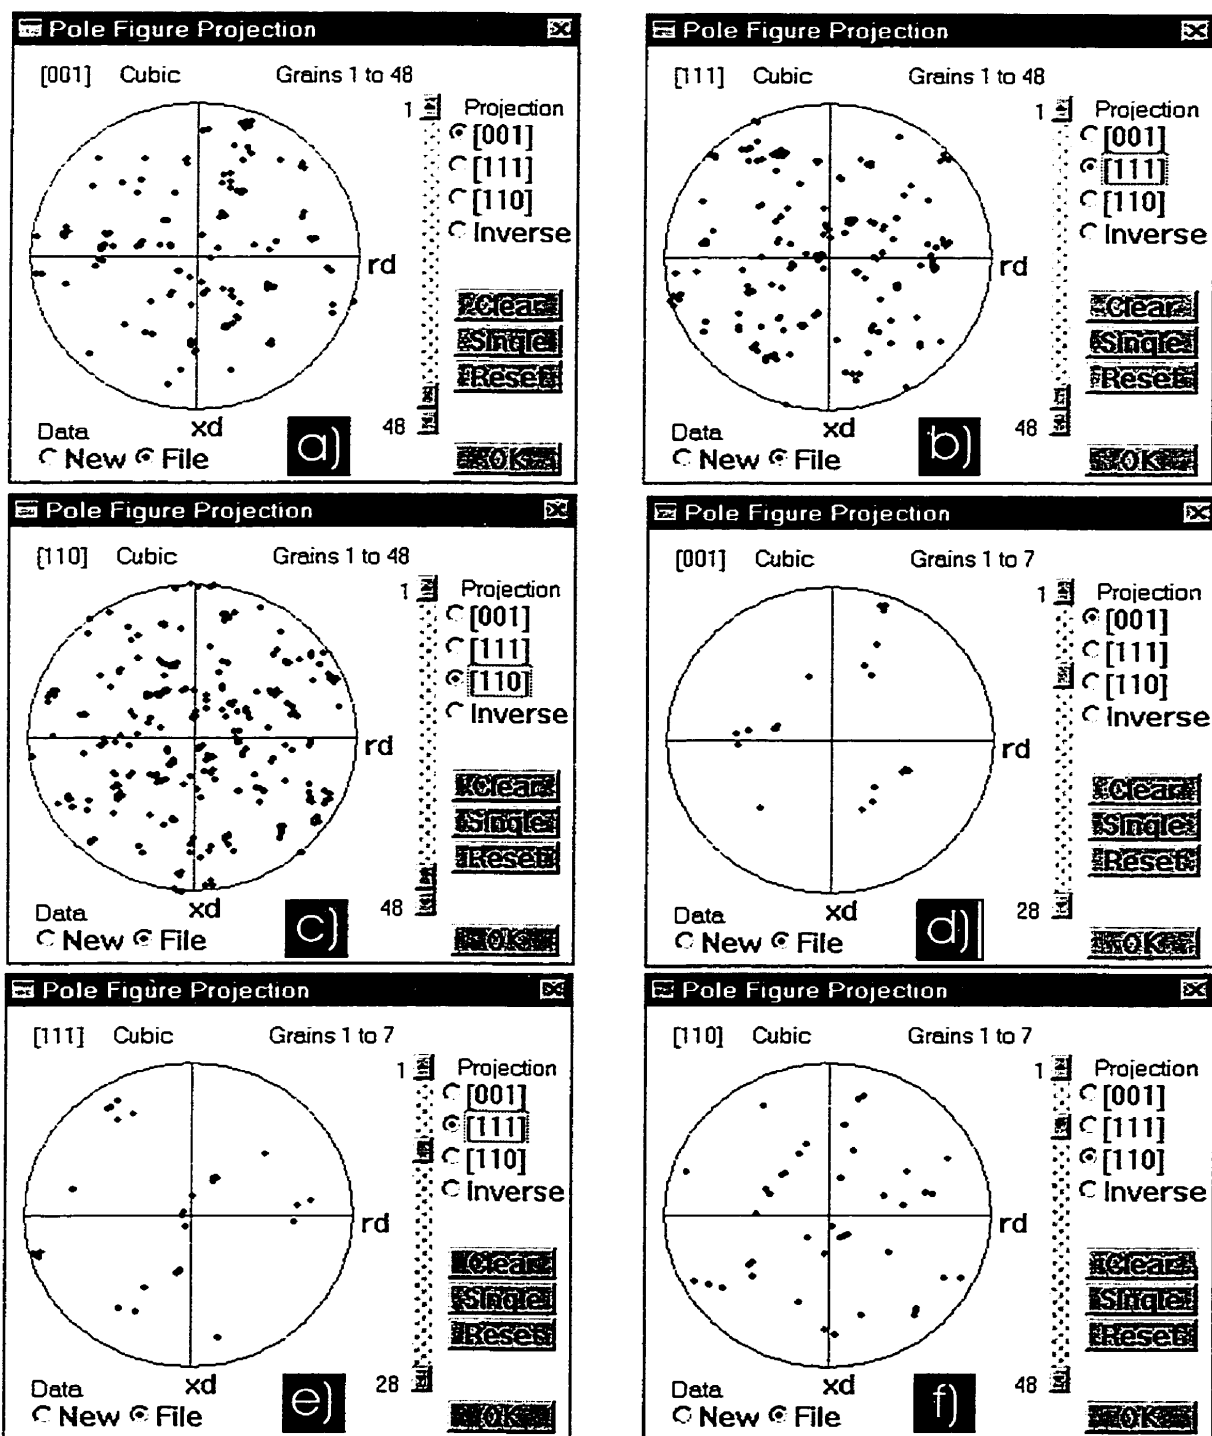 Pole Figure Projection
[001] Cubic Grains 1 to 48
1 Projection
[001]
[111]
[110]
Inverse
rd
Clear
Single
Reset
48
xd
Data
New File
a)
OK
Pole Figure Projection
[111] Cubic Grains 1 to 48
1 Projection
[001]
[111]
[110]
Inverse
rd
Clear
Single
Reset
48
xd
Data
New File
b)
OK
Pole Figure Projection
[110] Cubic Grains 1 to 48
1 Projection
[001]
[111]
[110]
Inverse
rd
Clear
Single
Reset
48
xd
Data
New File
c)
OK
Pole Figure Projection
[001] Cubic Grains 1 to 7
1 Projection
[001]
[111]
[110]
Inverse
rd
Clear
Single
Reset
28
xd
Data
New File
d)
OK
Pole Figure Projection
[111] Cubic Grains 1 to 7
1 Projection
[001]
[111]
[110]
Inverse
rd
Clear
Single
Reset
28
xd
Data
New File
e)
OK
Pole Figure Projection
[110] Cubic Grains 1 to 7
1 Projection
[001]
[111]
[110]
Inverse
rd
Clear
Single
Reset
48
xd
Data
New File
f)
OK